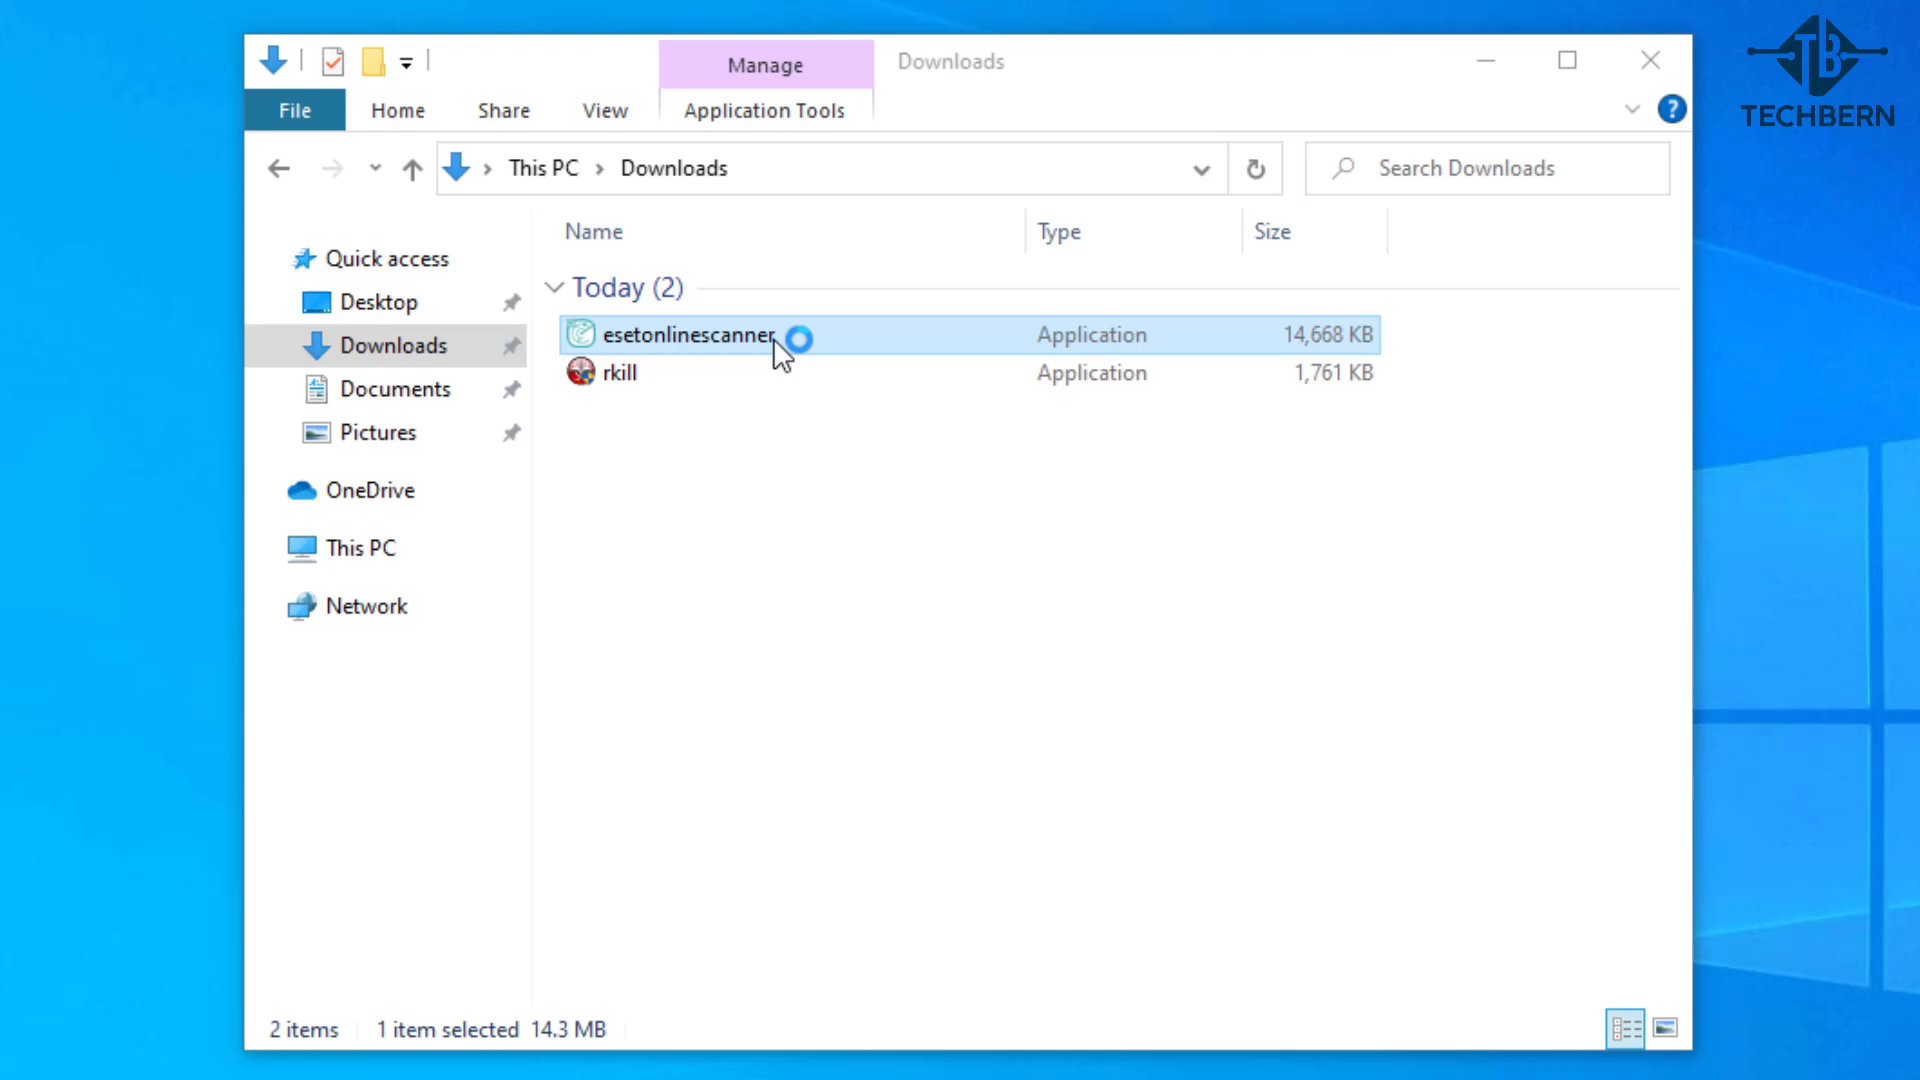 Manage
Downloads
TB
TECHBERN
File
Home
Share
View
Application Tools
?
This PC
Downloads
Search Downloads
Name
Type
Size
Quick access
Desktop
Downloads
Documents
Pictures
OneDrive
This PC
Network
Today (2)
esetonlinescanner Application 14,668 KB
rkill Application 1,761 KB
2 items
1 item selected 14.3 MB